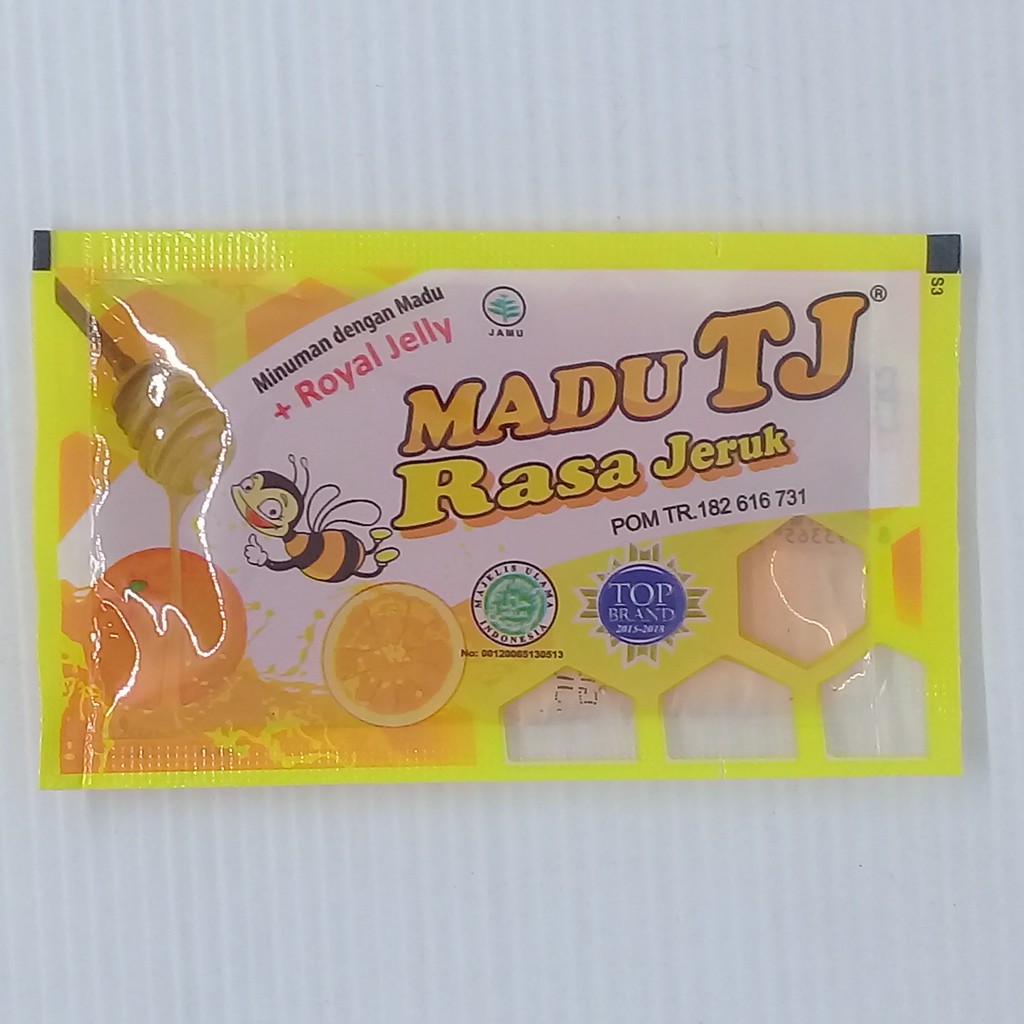 Minuman dengan Madu
+ Royal Jelly
JAMU
MADU TJ®
Rasa Jeruk
POM TR.182 616 731
MAJELIS ULAMA
INDONESIA
No: 00120065130513
TOP
BRAND
2015-2018
S3